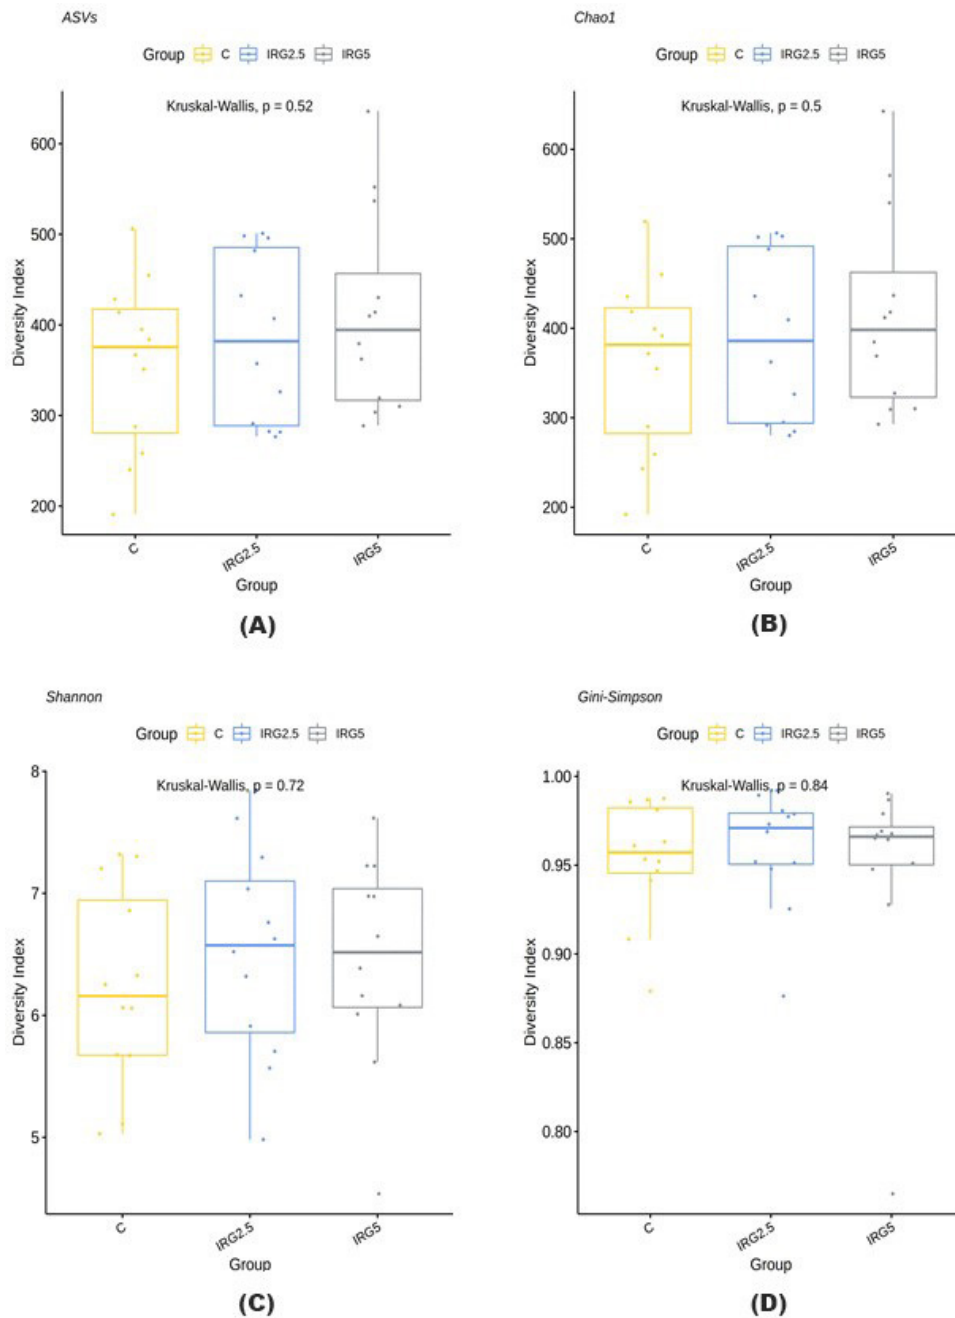 ASVs
Group C IRG2.5 IRG5
Kruskal-Wallis, p = 0.52
600
500
400
300
200
Diversity Index
C
IRG2.5
IRG5
Group
(A)
Chao1
Group C IRG2.5 IRG5
Kruskal-Wallis, p = 0.5
600
500
400
300
200
Diversity Index
C
IRG2.5
IRG5
Group
(B)
Shannon
Group C IRG2.5 IRG5
Kruskal-Wallis, p = 0.72
8
7
6
5
Diversity Index
C
IRG2.5
IRG5
Group
(C)
Gini-Simpson
Group C IRG2.5 IRG5
Kruskal-Wallis, p = 0.84
1.00
0.95
0.90
0.85
0.80
Diversity Index
C
IRG2.5
IRG5
Group
(D)